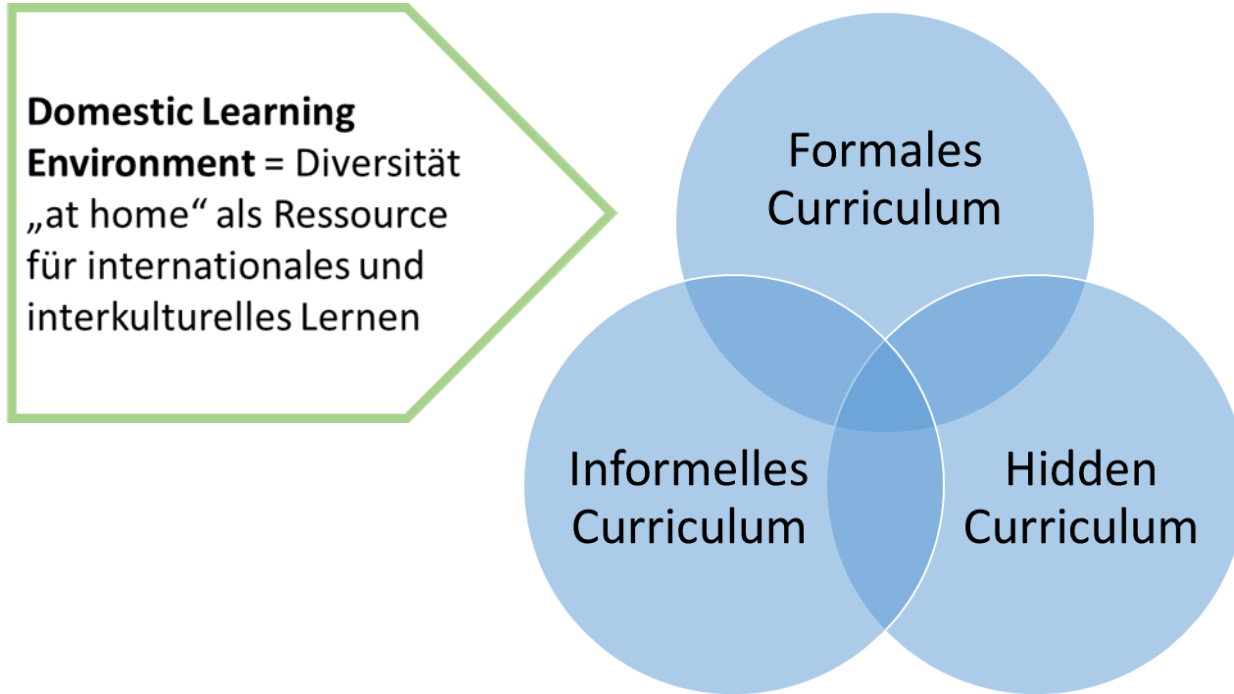 Domestic Learning
Environment = Diversität
„at home“ als Ressource
für internationales und
interkulturelles Lernen
Formales
Curriculum
Informelles
Curriculum
Hidden
Curriculum